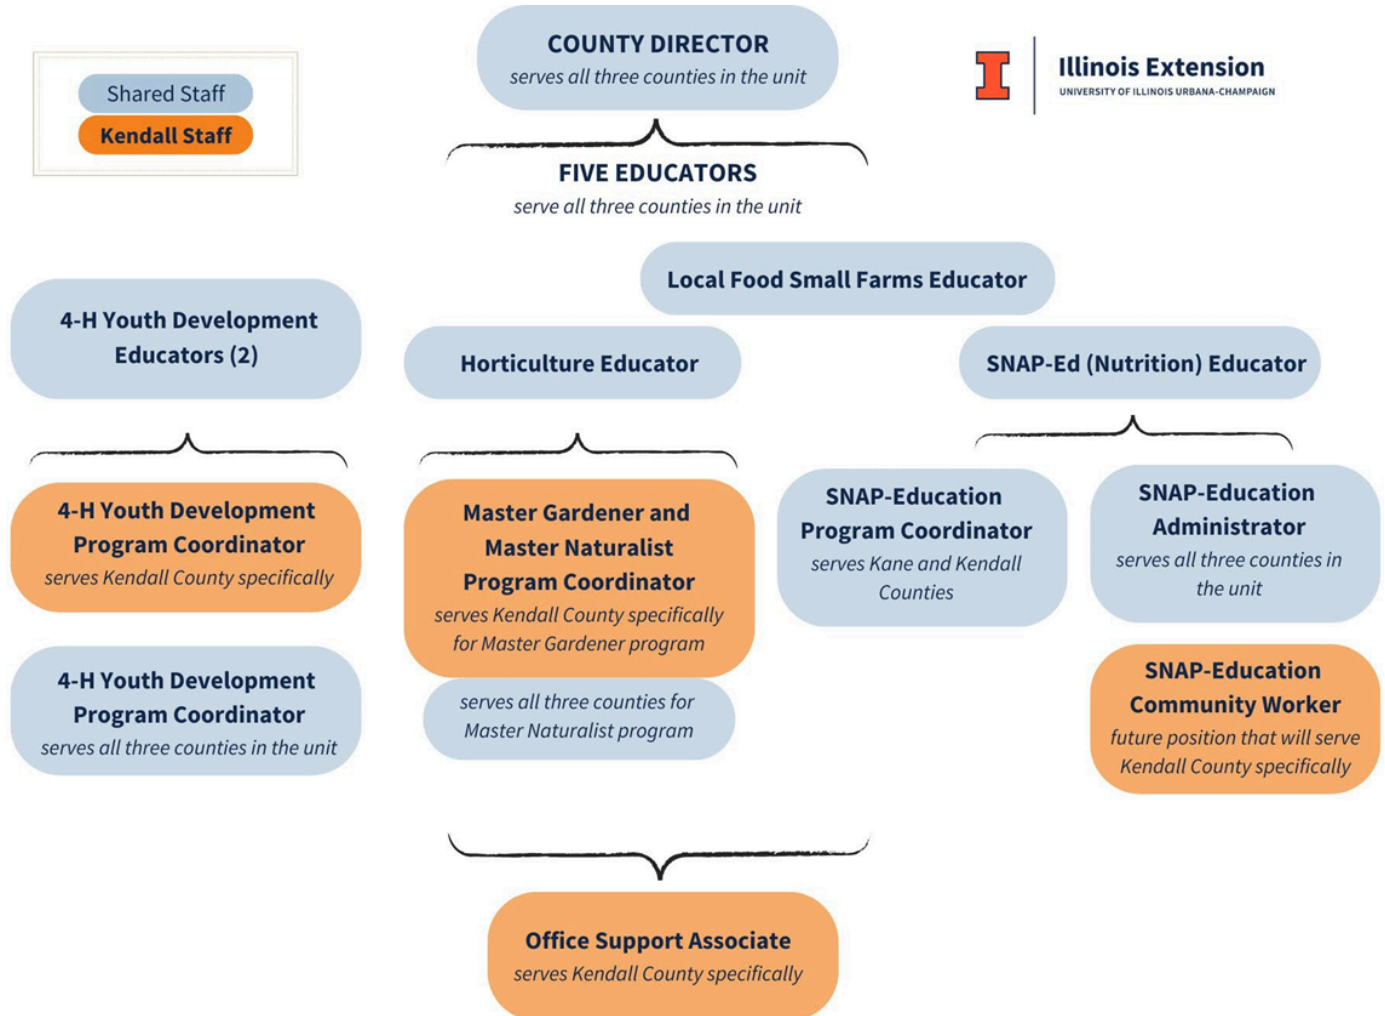 COUNTY DIRECTOR
serves all three counties in the unit
Shared Staff
Kendall Staff
Illinois Extension
UNIVERSITY OF ILLINOIS URBANA-CHAMPAIGN
FIVE EDUCATORS
serve all three counties in the unit
Local Food Small Farms Educator
4-H Youth Development
Educators (2)
Horticulture Educator
SNAP-Ed (Nutrition) Educator
4-H Youth Development
Program Coordinator
serves Kendall County specifically
4-H Youth Development
Program Coordinator
serves all three counties in the unit
Master Gardener and
Master Naturalist
Program Coordinator
serves Kendall County specifically
for Master Gardener program
serves all three counties for
Master Naturalist program
SNAP-Education
Program Coordinator
serves Kane and Kendall
Counties
SNAP-Education
Administrator
serves all three counties in
the unit
SNAP-Education
Community Worker
future position that will serve
Kendall County specifically
Office Support Associate
serves Kendall County specifically